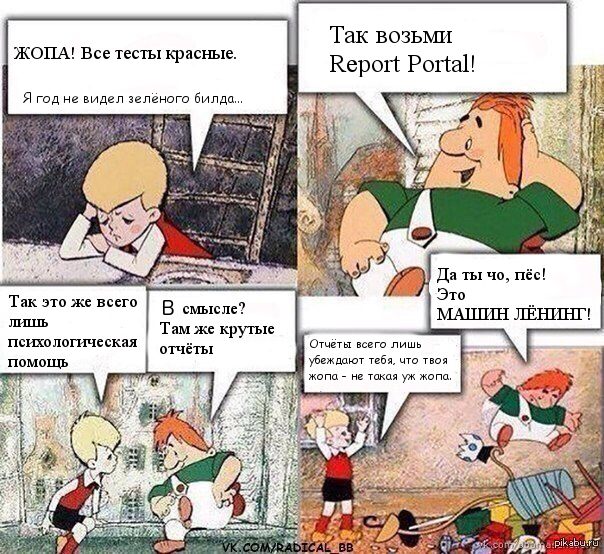 ЖОПА! Все тесты красные.
Я год не видел зелёного билда...
Так возьми
Report Portal!
Так это же всего
лишь
психологическая
помощь
В смысле?
Там же крутые
отчёты
Отчёты всего лишь
убеждают тебя, что твоя
жопа - не такая уж жопа.
Да ты чо, пёс!
Это
МАШИН ЛЁНИНГ!
VK.COM/RADICAL_BB
pikabu.ru